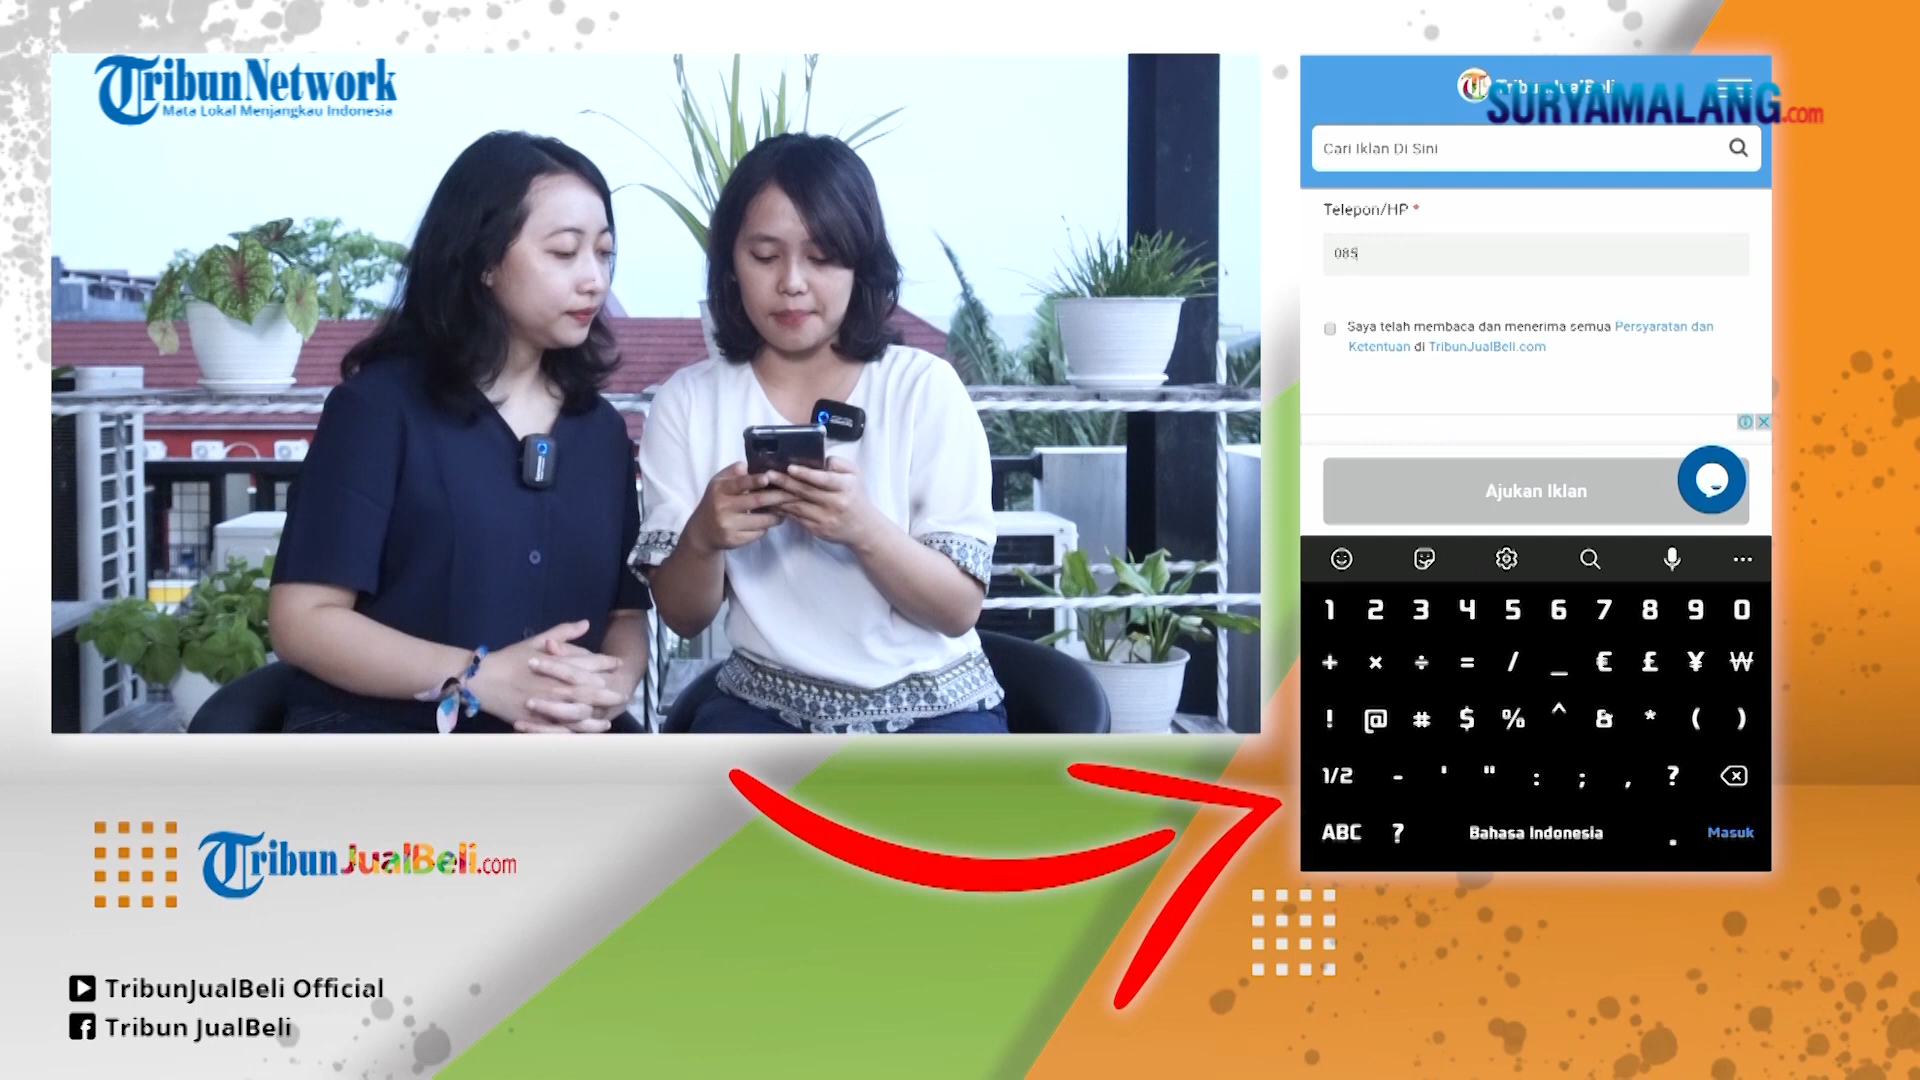 TribunNetwork
Mata Lokal Menjangkau Indonesia
TribunJualBeli
SURYAMALANG.com
Cari Iklan Di Sini
Telepon/HP *
085
Saya telah membaca dan menerima semua Persyaratan dan
Ketentuan di TribunJualBeli.com
Ajukan Iklan
1 2 3 4 5 6 7 8 9 0
+ × ÷ = / _ € £ ¥ ₩
! @ # $ % ^ & * ( )
1/2 - ' " : ; , ?
ABC ? Bahasa Indonesia . Masuk
TribunJualBeli.com
TribunJualBeli Official
Tribun JualBeli